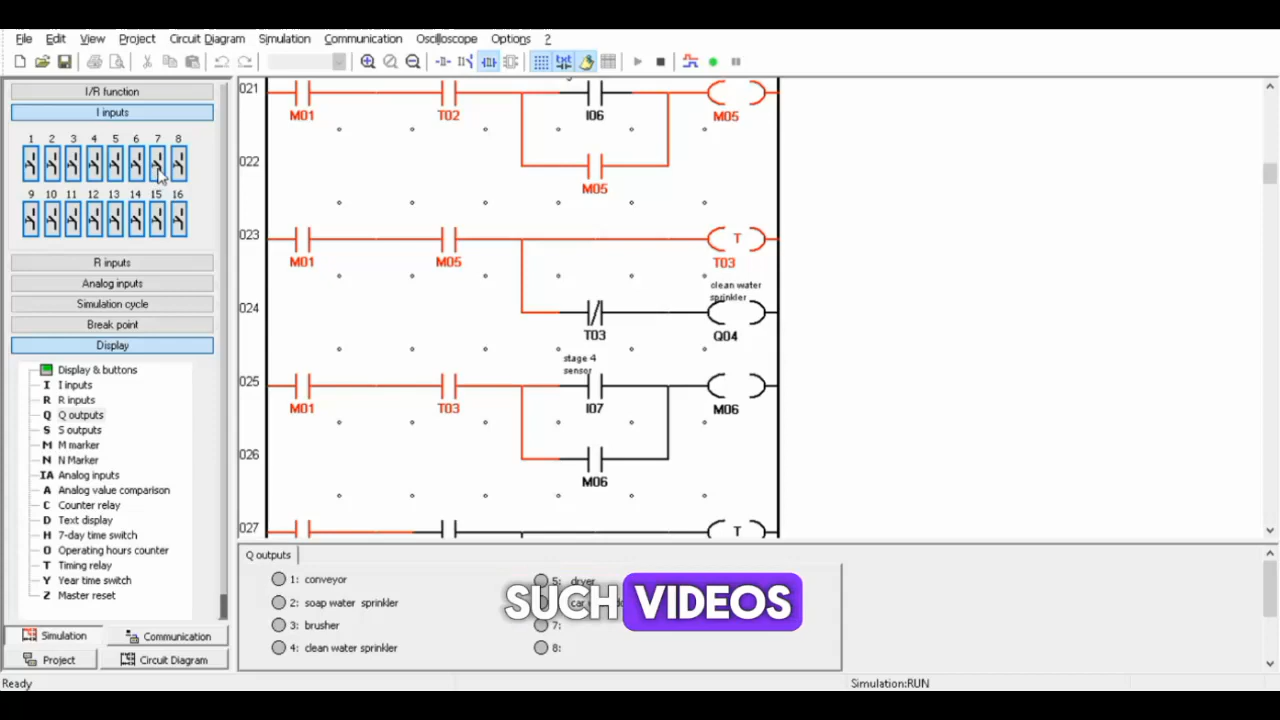 File Edit View Project Circuit Diagram Simulation Communication Oscilloscope Options ?
I/R function
I inputs
1 2 3 4 5 6 7 8
9 10 11 12 13 14 15 16
R inputs
Analog inputs
Simulation cycle
Break point
Display
Display & buttons
I I inputs
R R inputs
Q Q outputs
S S outputs
M M marker
N N Marker
IA Analog inputs
A Analog value comparison
C Counter relay
D Text display
H 7-day time switch
O Operating hours counter
T Timing relay
Y Year time switch
Z Master reset
Simulation Communication
Project Circuit Diagram
Ready
021
M01 T02 I06 M05
022
M05
023
T
M01 M05 T03
clean water
sprinkler
024
T03 Q04
stage 4
sensor
025
M01 T03 I07 M06
026
M06
027
T
Q outputs
1: conveyor
2: soap water sprinkler
3: brusher
4: clean water sprinkler
5: dryer
7:
8:
SUCH VIDEOS
Simulation:RUN